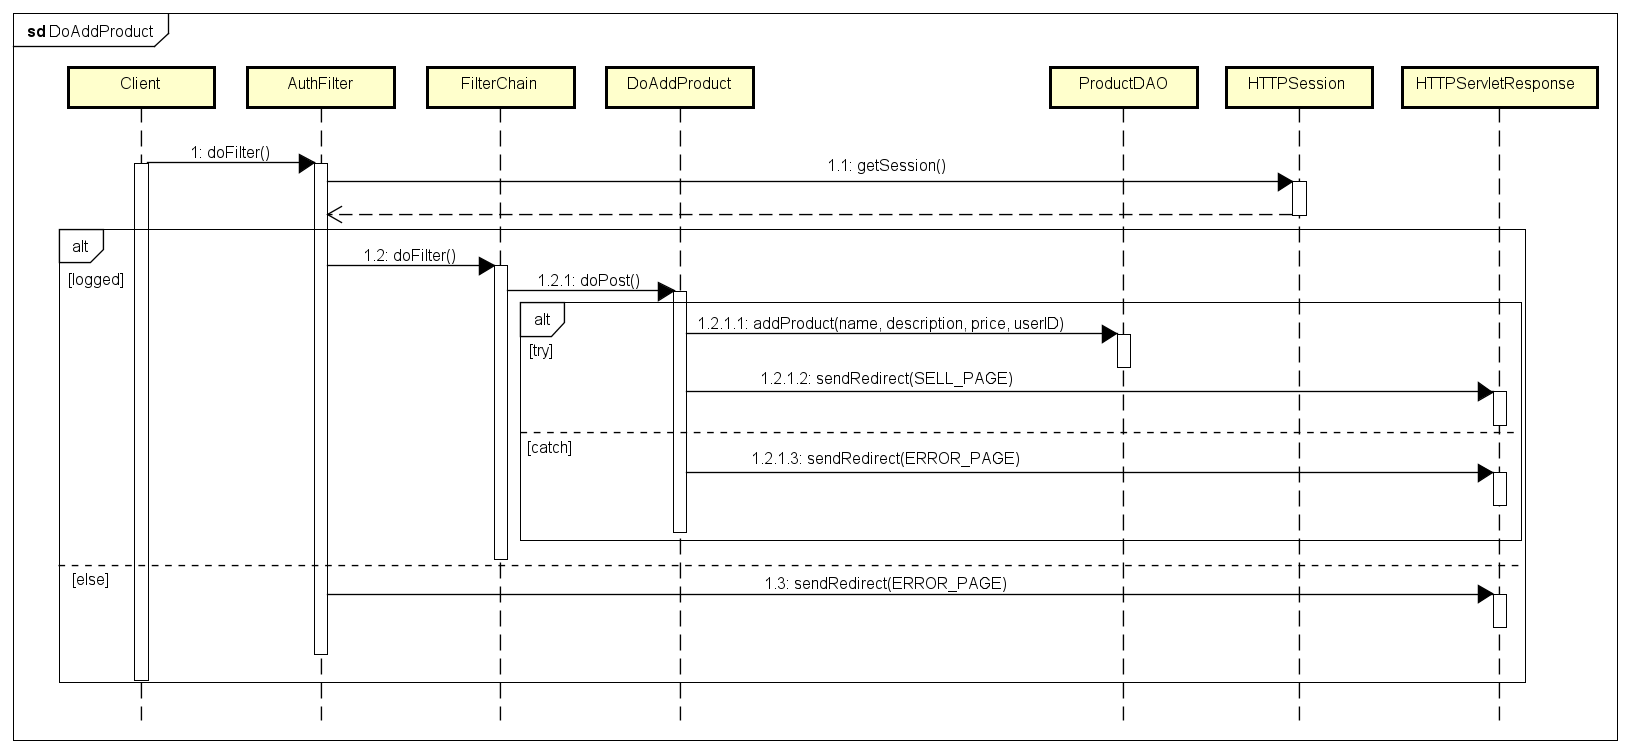 sd DoAddProduct
Client
AuthFilter
FilterChain
DoAddProduct
ProductDAO
HTTPSession
HTTPServletResponse
1: doFilter()
1.1: getSession()
alt
[logged]
1.2: doFilter()
1.2.1: doPost()
alt
[try]
1.2.1.1: addProduct(name, description, price, userID)
1.2.1.2: sendRedirect(SELL_PAGE)
[catch]
1.2.1.3: sendRedirect(ERROR_PAGE)
[else]
1.3: sendRedirect(ERROR_PAGE)